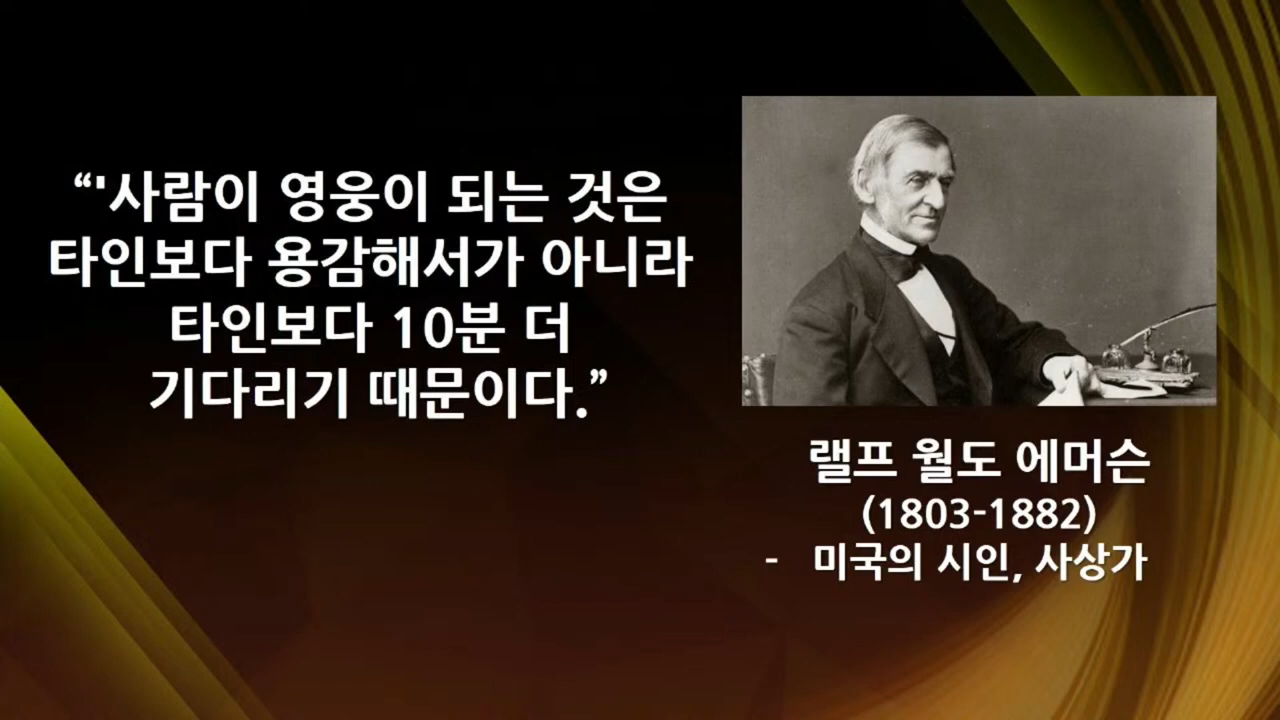 “'사람이 영웅이 되는 것은
타인보다 용감해서가 아니라
타인보다 10분 더
기다리기 때문이다.”
랠프 월도 에머슨
(1803-1882)
- 미국의 시인, 사상가